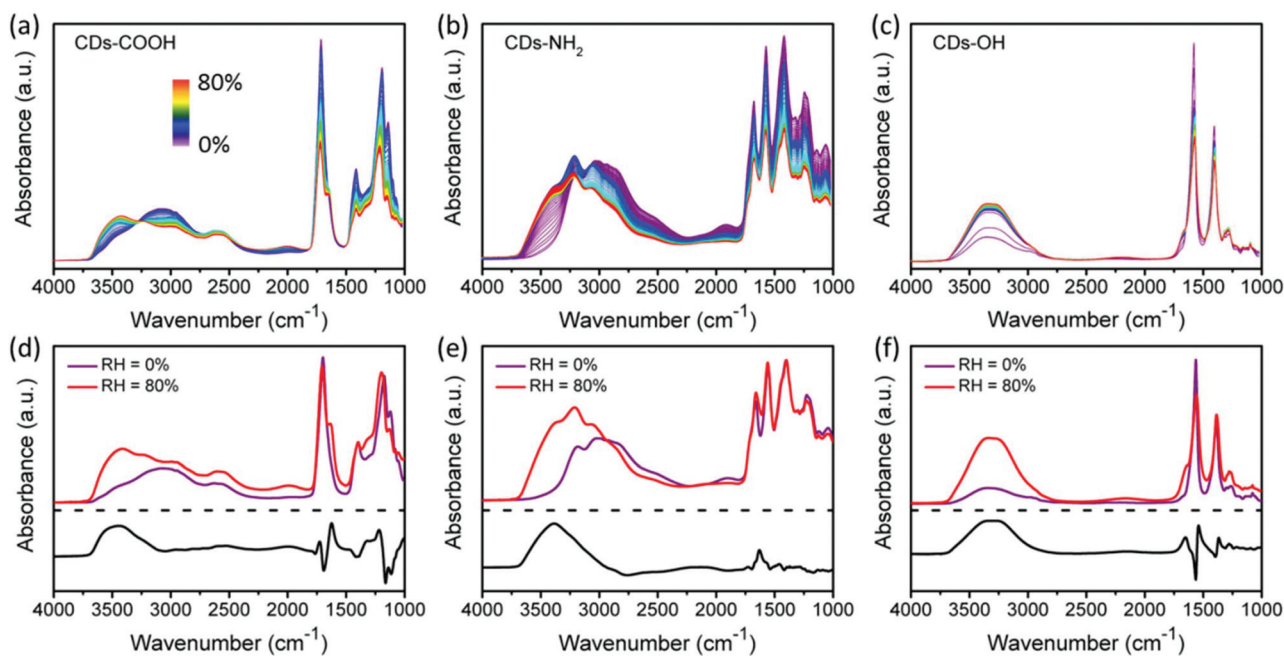 (a)
CDs-COOH
80%
0%
Absorbance (a.u.)
4000 3500 3000 2500 2000 1500 1000
Wavenumber (cm⁻¹)
(b)
CDs-NH₂
Absorbance (a.u.)
4000 3500 3000 2500 2000 1500 1000
Wavenumber (cm⁻¹)
(c)
CDs-OH
Absorbance (a.u.)
4000 3500 3000 2500 2000 1500 1000
Wavenumber (cm⁻¹)
(d)
RH = 0%
RH = 80%
Absorbance (a.u.)
4000 3500 3000 2500 2000 1500 1000
Wavenumber (cm⁻¹)
(e)
RH = 0%
RH = 80%
Absorbance (a.u.)
4000 3500 3000 2500 2000 1500 1000
Wavenumber (cm⁻¹)
(f)
RH = 0%
RH = 80%
Absorbance (a.u.)
4000 3500 3000 2500 2000 1500 1000
Wavenumber (cm⁻¹)